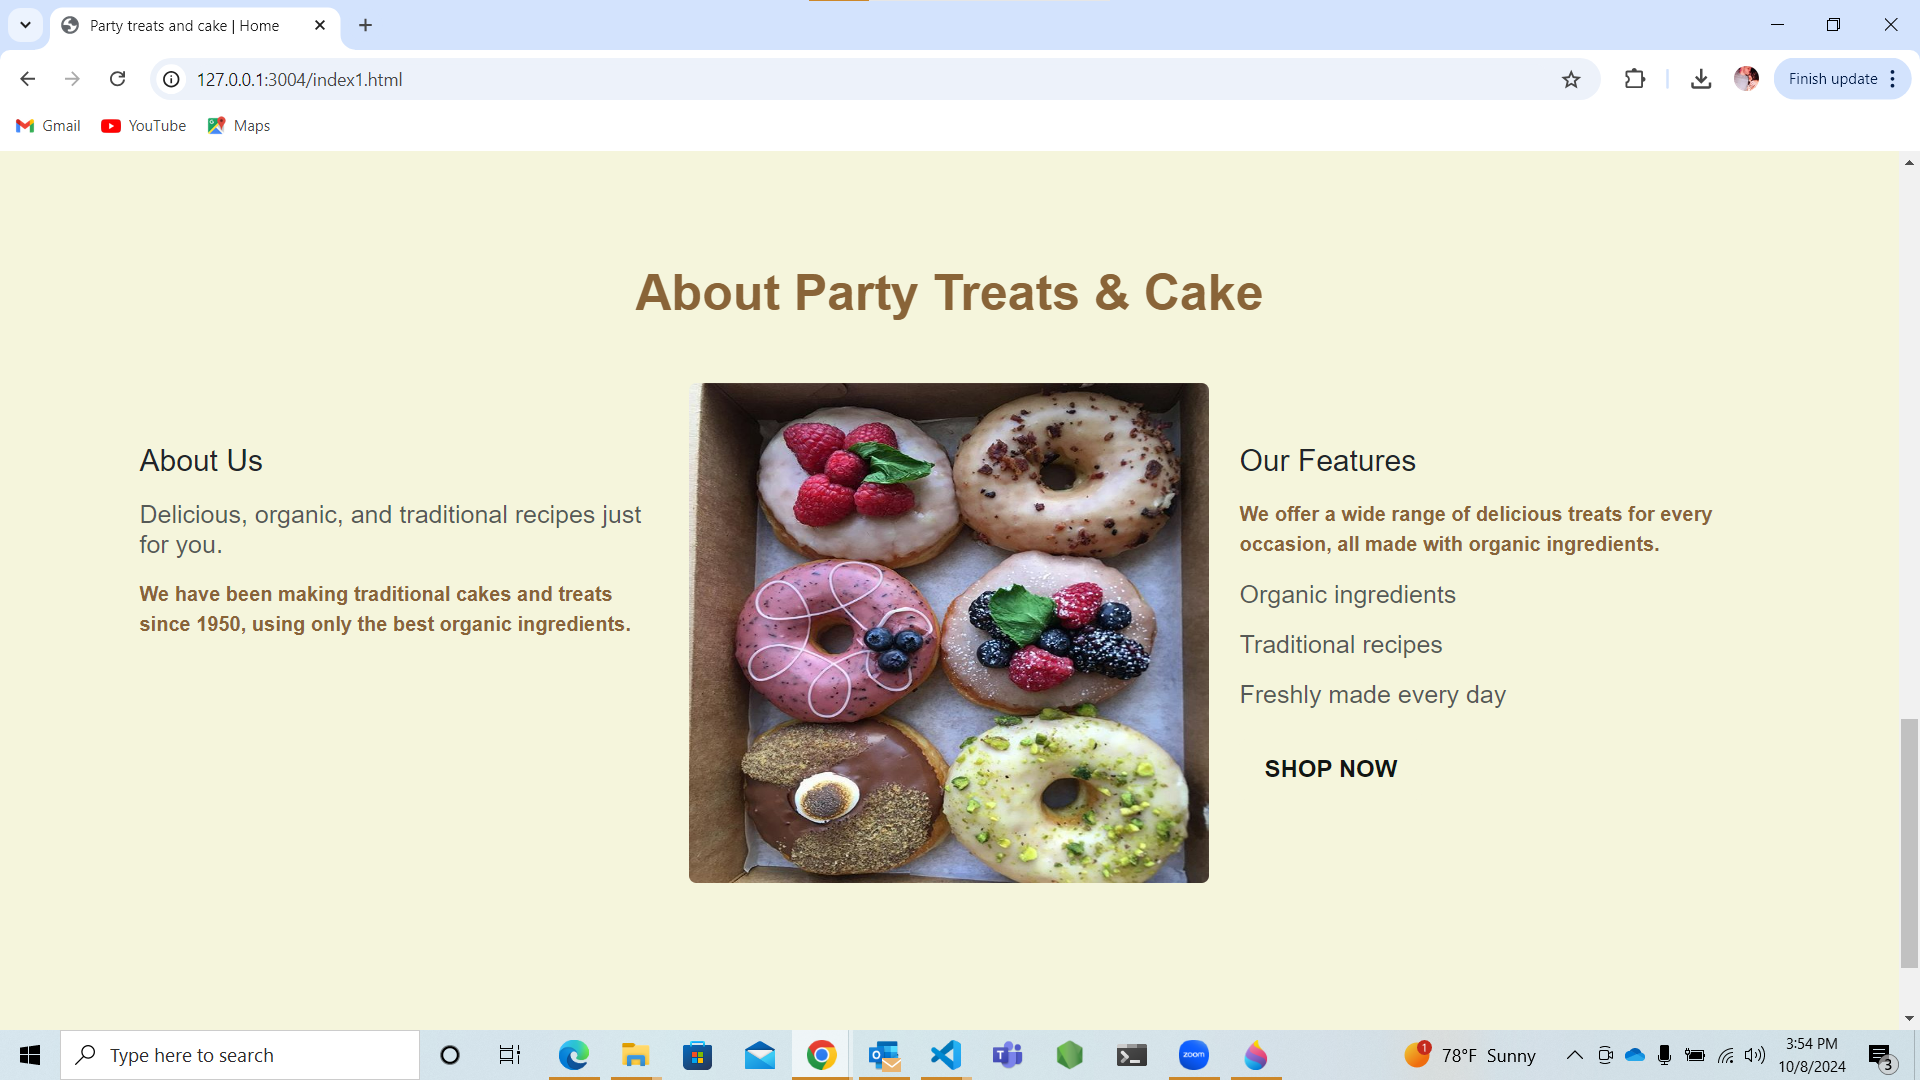 Party treats and cake | Home
127.0.0.1:3004/index1.html
Finish update
Gmail
YouTube
Maps
About Party Treats & Cake
About Us
Delicious, organic, and traditional recipes just
for you.
We have been making traditional cakes and treats
since 1950, using only the best organic ingredients.
Our Features
We offer a wide range of delicious treats for every
occasion, all made with organic ingredients.
Organic ingredients
Traditional recipes
Freshly made every day
SHOP NOW
Type here to search
zoom
1
78°F Sunny
3:54 PM
10/8/2024
3